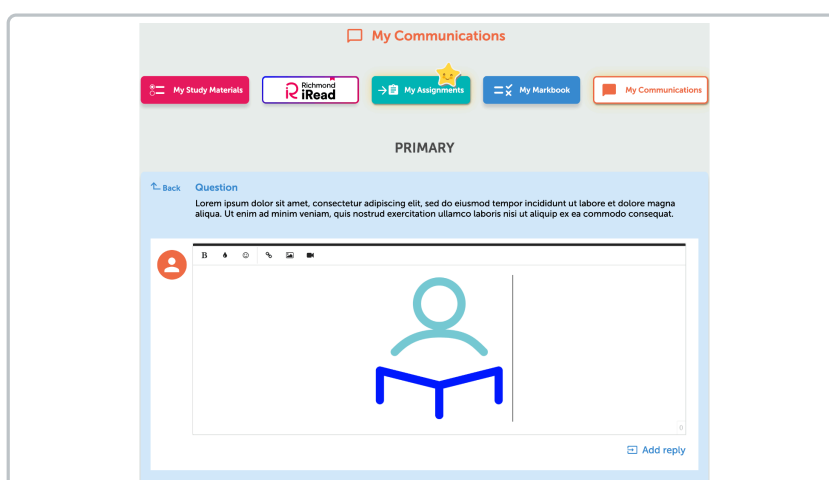 My Communications
My Study Materials
Richmond
iRead
My Assignments
My Markbook
My Communications
PRIMARY
Back
Question
Lorem ipsum dolor sit amet, consectetur adipiscing elit, sed do eiusmod tempor incididunt ut labore et dolore magna
aliqua. Ut enim ad minim veniam, quis nostrud exercitation ullamco laboris nisi ut aliquip ex ea commodo consequat.
B
0
Add reply